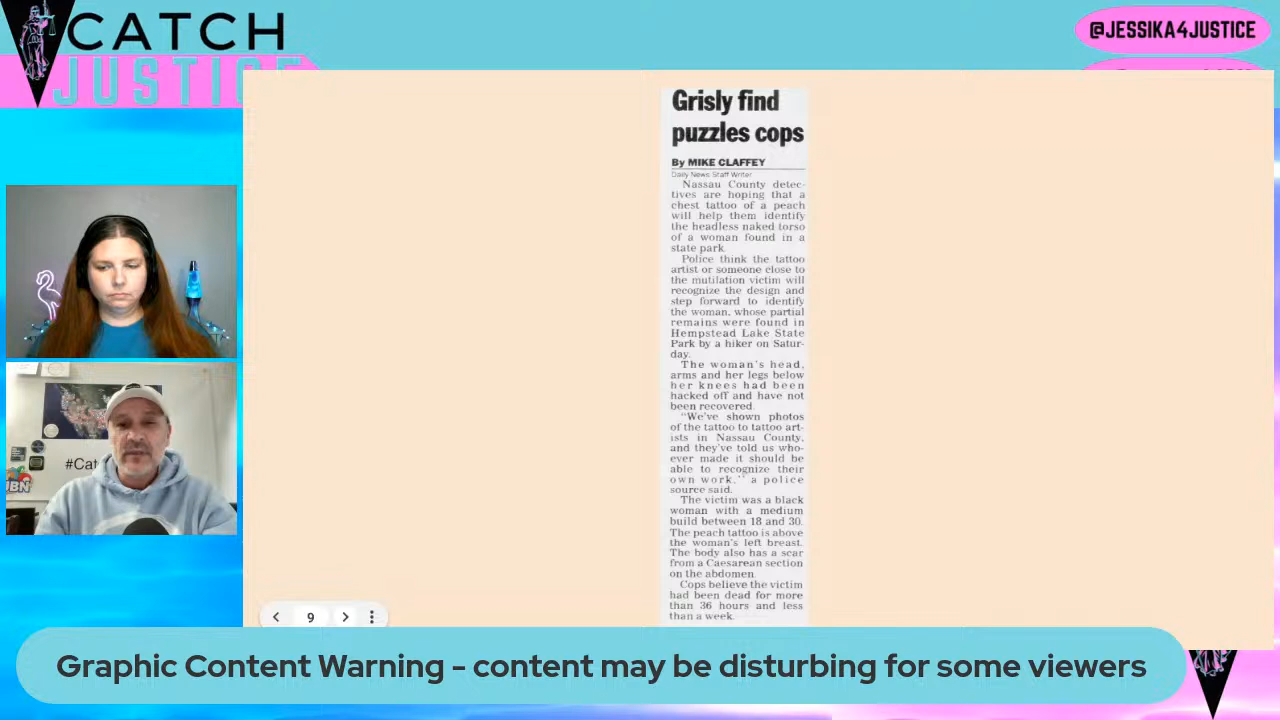 CATCH
JUSTICE
@JESSIKA4JUSTICE
Grisly find
puzzles cops
By MIKE CLAFFEY
Daily News Staff Writer
Nassau County detec-
tives are hoping that a
chest tattoo of a peach
will help them identify
the headless naked torso
of a woman found in a
state park.
Police think the tattoo
artist or someone close to
the mutilation victim will
recognize the design and
step forward to identify
the woman, whose partial
remains were found in
Hempstead Lake State
Park by a hiker on Satur-
day.
The woman's head,
arms and her legs below
her knees had been
hacked off and have not
been recovered.
"We've shown photos
of the tattoo to tattoo art-
ists in Nassau County,
and they've told us who-
ever made it should be
able to recognize their
own work," a police
source said.
The victim was a black
woman with a medium
build between 18 and 30.
The peach tattoo is above
the woman's left breast.
The body also has a scar
from a Caesarean section
on the abdomen.
Cops believe the victim
had been dead for more
than 36 hours and less
than a week.
#Cat
9
Graphic Content Warning - content may be disturbing for some viewers